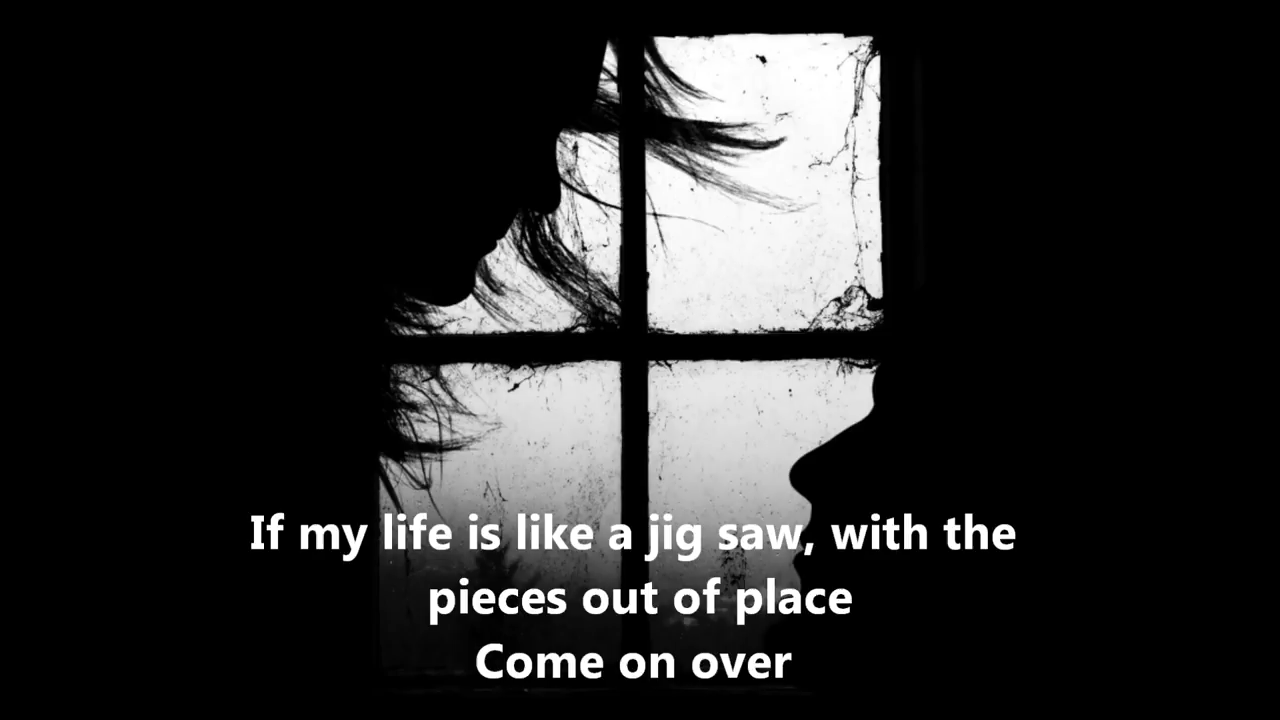 If my life is like a jig saw, with the
pieces out of place
Come on over